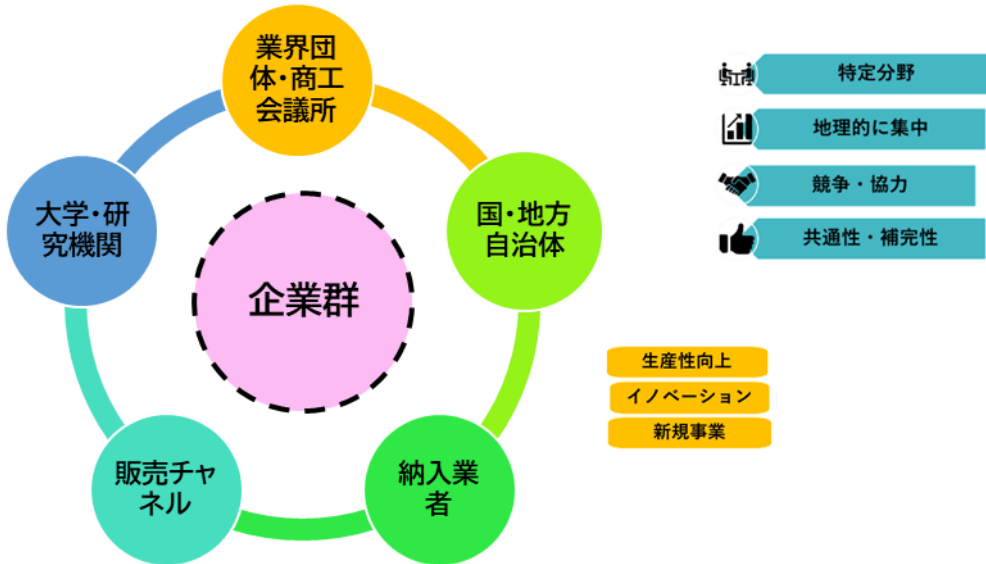 業界団
体・商工
会議所
大学・研
究機関
国・地方
自治体
企業群
販売チャ
ネル
納入業
者
特定分野
地理的に集中
競争・協力
共通性・補完性
生産性向上
イノベーション
新規事業